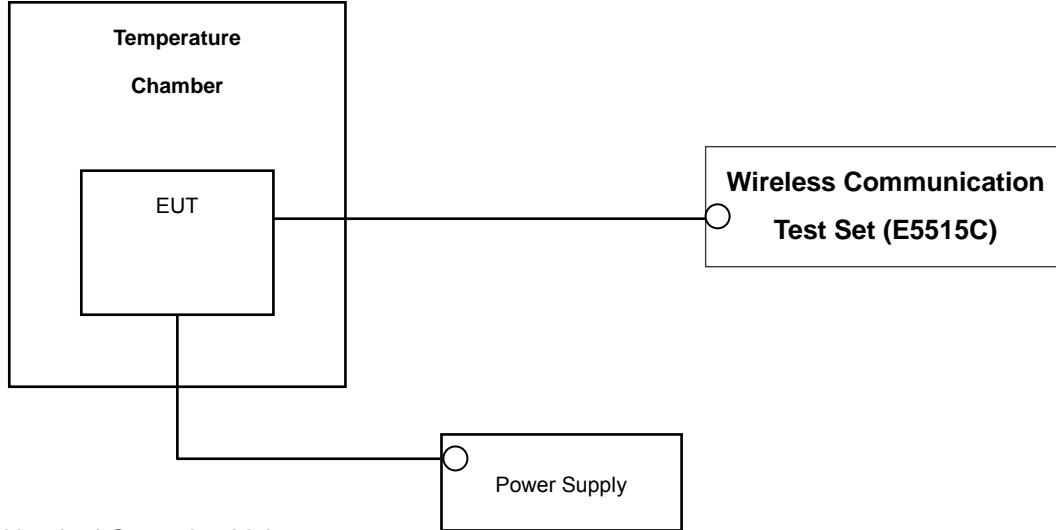 Temperature
Chamber
EUT
Wireless Communication
Test Set (E5515C)
Power Supply